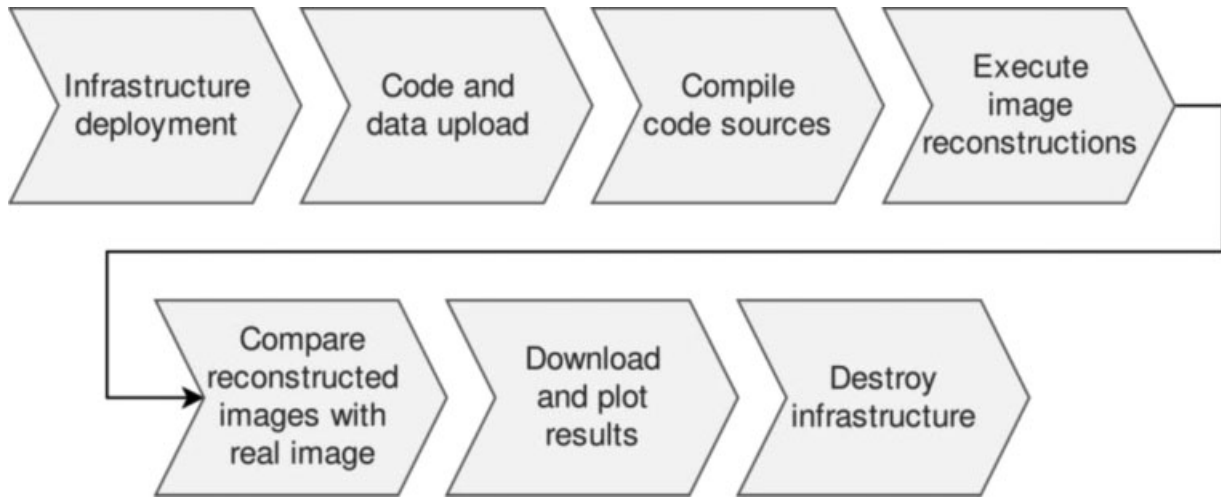 Infrastructure
deployment
Code and
data upload
Compile
code sources
Execute
image
reconstructions
Compare
reconstructed
images with
real image
Download
and plot
results
Destroy
infrastructure